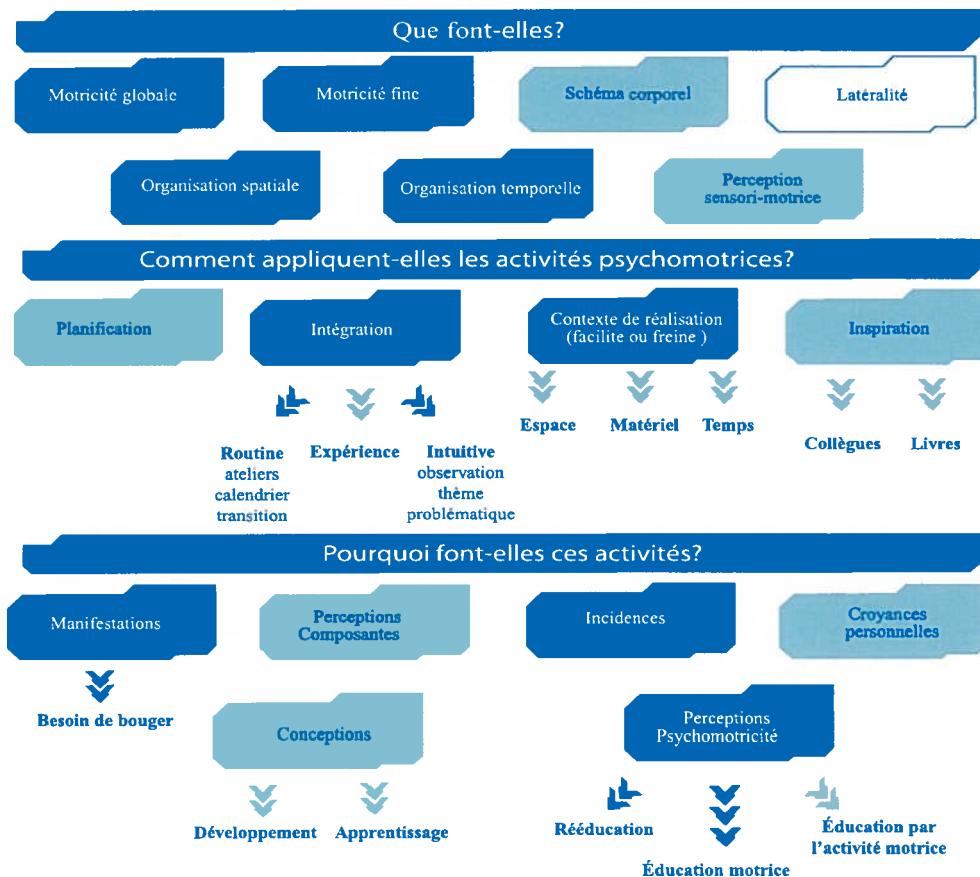 Que font-elles?
Motricité globale
Motricité fine
Schéma corporel
Latéralité
Organisation spatiale
Organisation temporelle
Perception
sensori-motrice
Comment appliquent-elles les activités psychomotrices?
Planification
Intégration
Contexte de réalisation
(facilite ou freine )
Inspiration
Routine
ateliers
calendrier
transition
Expérience
Intuitive
observation
thème
problématique
Espace
Matériel
Temps
Collègues
Livres
Pourquoi font-elles ces activités?
Manifestations
Perceptions
Composantes
Incidences
Croyances
personnelles
Besoin de bouger
Conceptions
Perceptions
Psychomotricité
Développement
Apprentissage
Rééducation
Éducation motrice
Éducation par
l'activité motrice